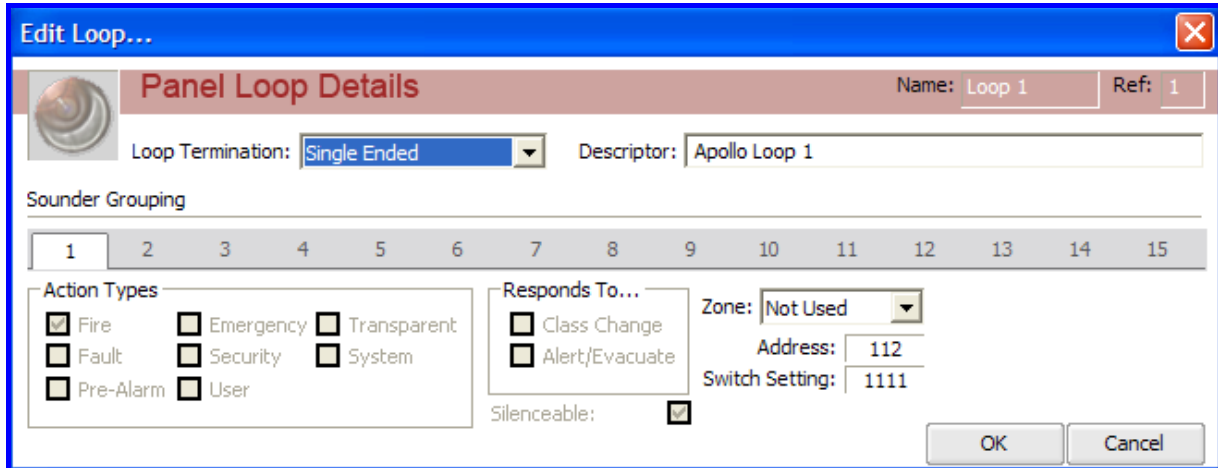 Edit Loop...
Panel Loop Details Name: Loop 1 Ref: 1
Loop Termination: Single Ended Descriptor: Apollo Loop 1
Sounder Grouping
1 2 3 4 5 6 7 8 9 10 11 12 13 14 15
Action Types Responds To... Zone: Not Used
Fire Emergency Transparent Class Change
Fault Security System Alert/Evacuate Address: 112
Pre-Alarm User Switch Setting: 1111
Silenceable:
OK Cancel